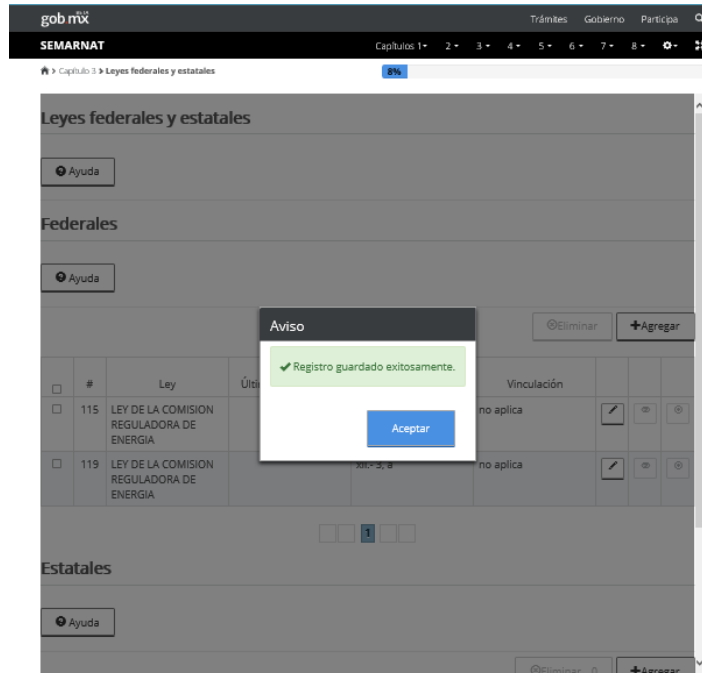 gob mx
Trámites Gobierno Participa
SEMARNAT
Capítulos 1 2 3 4 5 6 7 8
> Capítulo 3 > Leyes federales y estatales
8%
Leyes federales y estatales
Ayuda
Federales
Ayuda
Eliminar
Agregar
Aviso
Registro guardado exitosamente.
Aceptar
# Ley Vinculación
115 LEY DE LA COMISION REGULADORA DE ENERGIA no aplica
119 LEY DE LA COMISION REGULADORA DE ENERGIA no aplica
1
Estatales
Ayuda
Eliminar
Agregar